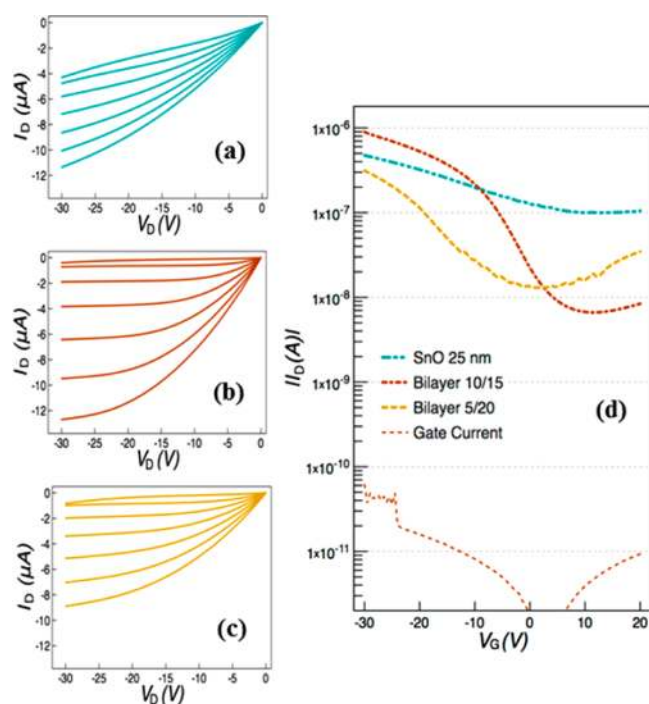 0
-2
-4
-6
-8
-10
-12
I_D (µA)
(a)
-30 -25 -20 -15 -10 -5 0
V_D (V)
0
-2
-4
-6
-8
-10
-12
I_D (µA)
(b)
-30 -25 -20 -15 -10 -5 0
V_D (V)
0
-2
-4
-6
-8
-10
-12
I_D (µA)
(c)
-30 -25 -20 -15 -10 -5 0
V_D (V)
1x10^-6
1x10^-7
1x10^-8
1x10^-9
1x10^-10
1x10^-11
|I_D(A)|
SnO 25 nm
Bilayer 10/15
Bilayer 5/20
Gate Current
(d)
-30 -20 -10 0 10 20
V_G (V)